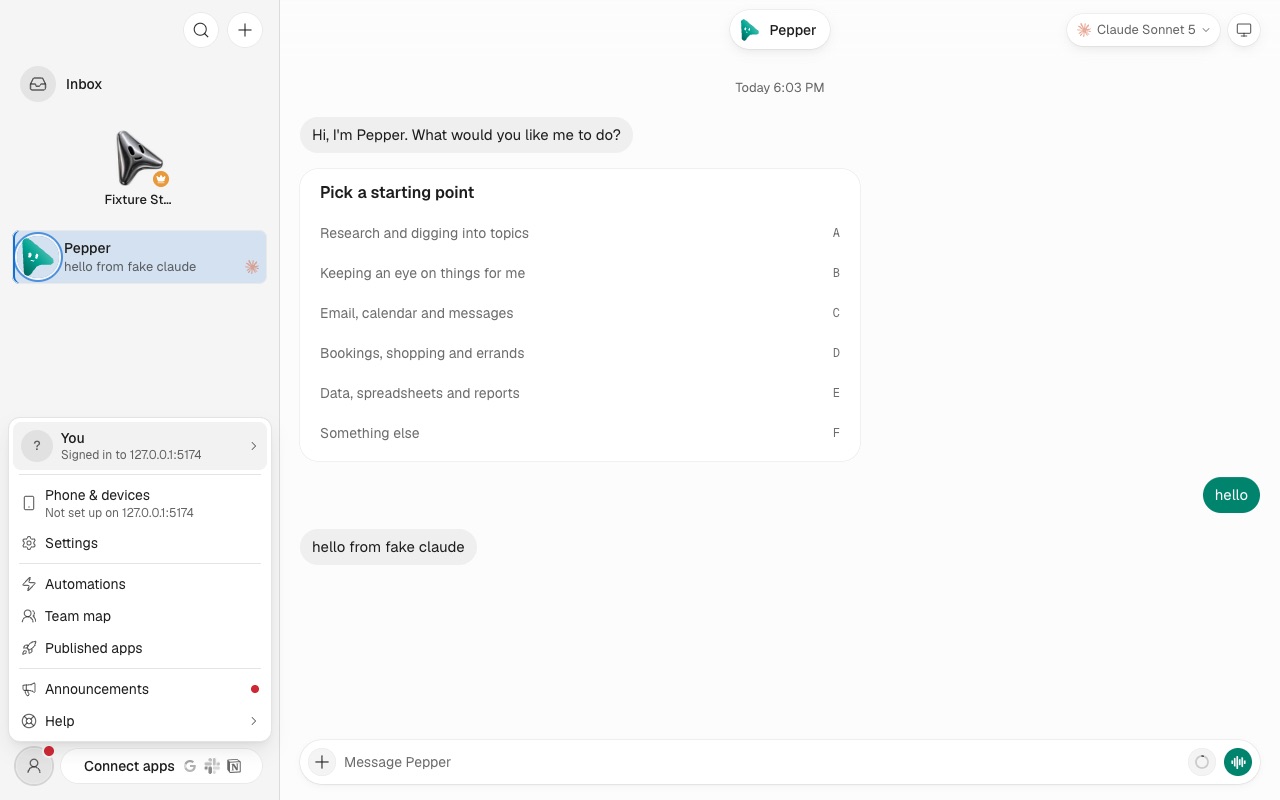 Inbox
Fixture St...
Pepper
hello from fake claude
?
You
Signed in to 127.0.0.1:5174
Phone & devices
Not set up on 127.0.0.1:5174
Settings
Automations
Team map
Published apps
Announcements
Help
Connect apps
Pepper
Claude Sonnet 5
Today 6:03 PM
Hi, I'm Pepper. What would you like me to do?
Pick a starting point
Research and digging into topics A
Keeping an eye on things for me B
Email, calendar and messages C
Bookings, shopping and errands D
Data, spreadsheets and reports E
Something else F
hello
hello from fake claude
Message Pepper